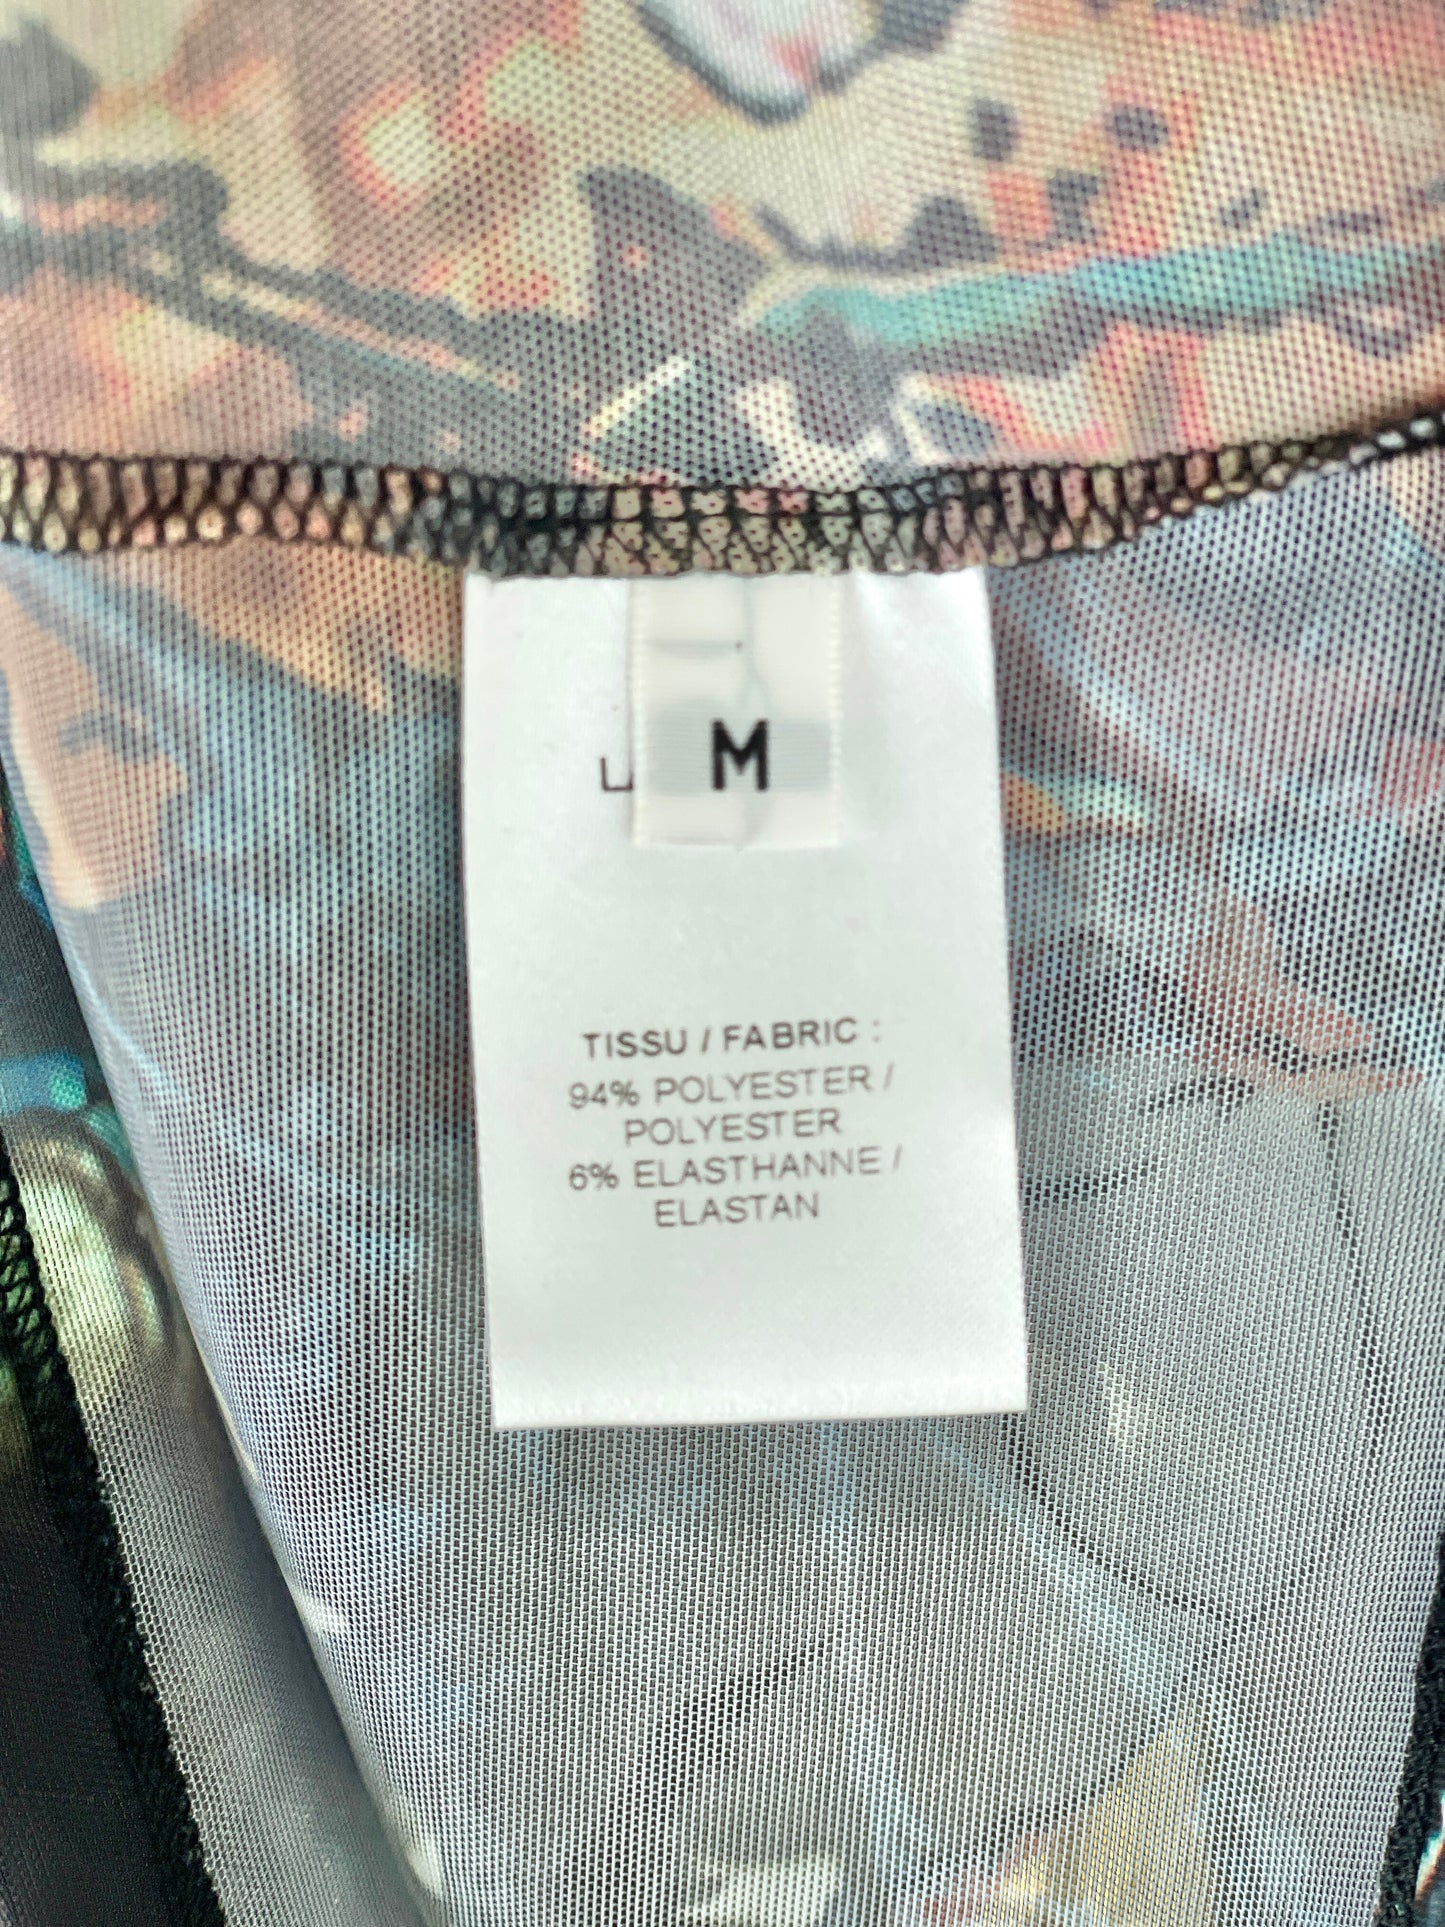 M
TISSU / FABRIC :
94% POLYESTER /
POLYESTER
6% ELASTHANNE /
ELASTAN